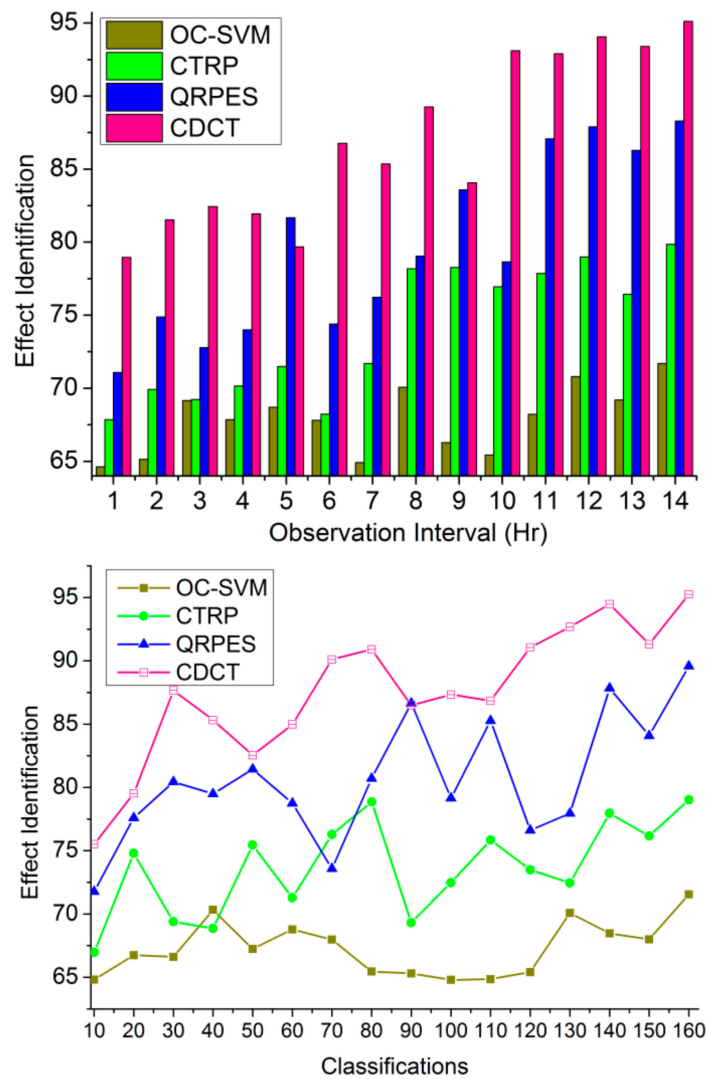 95
90
85
80
75
70
65
Effect Identification
OC-SVM
CTRP
QRPES
CDCT
1 2 3 4 5 6 7 8 9 10 11 12 13 14
Observation Interval (Hr)
95
90
85
80
75
70
65
Effect Identification
OC-SVM
CTRP
QRPES
CDCT
10 20 30 40 50 60 70 80 90 100 110 120 130 140 150 160
Classifications